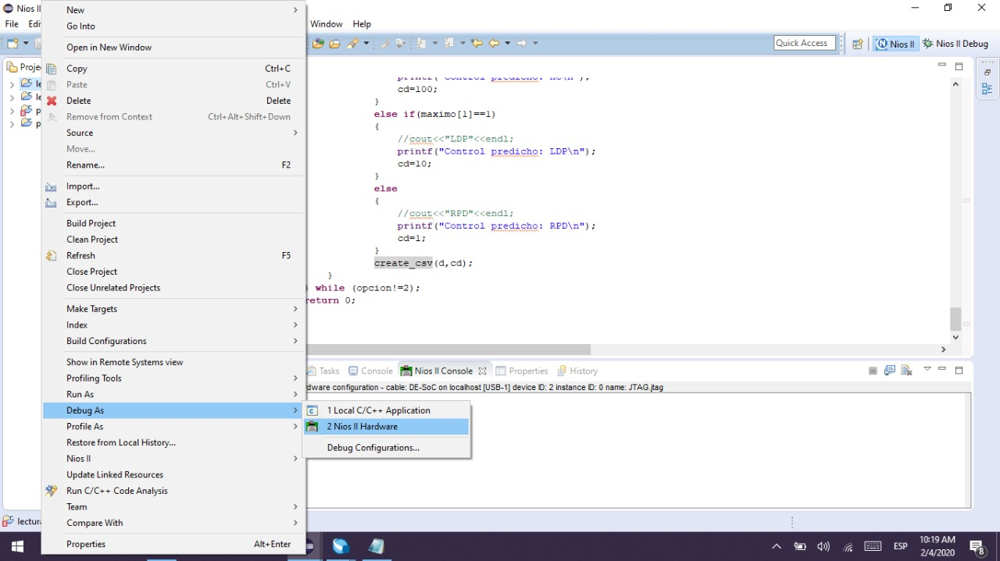 Nios II
File Edi
Window Help
Quick Access
Nios II
Nios II Debug
Projec
New
Go Into
Open in New Window
Copy Ctrl+C
Paste Ctrl+V
Delete Delete
Remove from Context Ctrl+Alt+Shift+Down
Source
Move...
Rename... F2
Import...
Export...
Build Project
Clean Project
Refresh F5
Close Project
Close Unrelated Projects
Make Targets
Index
Build Configurations
Show in Remote Systems view
Profiling Tools
Run As
Debug As
Profile As
Restore from Local History...
Nios II
Update Linked Resources
Run C/C++ Code Analysis
Team
Compare With
Properties Alt+Enter
1 Local C/C++ Application
2 Nios II Hardware
Debug Configurations...
le
le
p
p
cd=100;
}
else if(maximo[1]==1)
{
//cout<<"LDP"<<endl;
printf("Control predicho: LDP\n");
cd=10;
}
else
{
//cout<<"RPD"<<endl;
printf("Control predicho: RPD\n");
cd=1;
}
create_csv(d,cd);
}
} while (opcion!=2);
return 0;
Tasks Console Nios II Console Properties History
dware configuration - cable: DE-SoC on localhost [USB-1] device ID: 2 instance ID: 0 name: JTAG.jtag
lectura
ESP
10:19 AM
2/4/2020
8